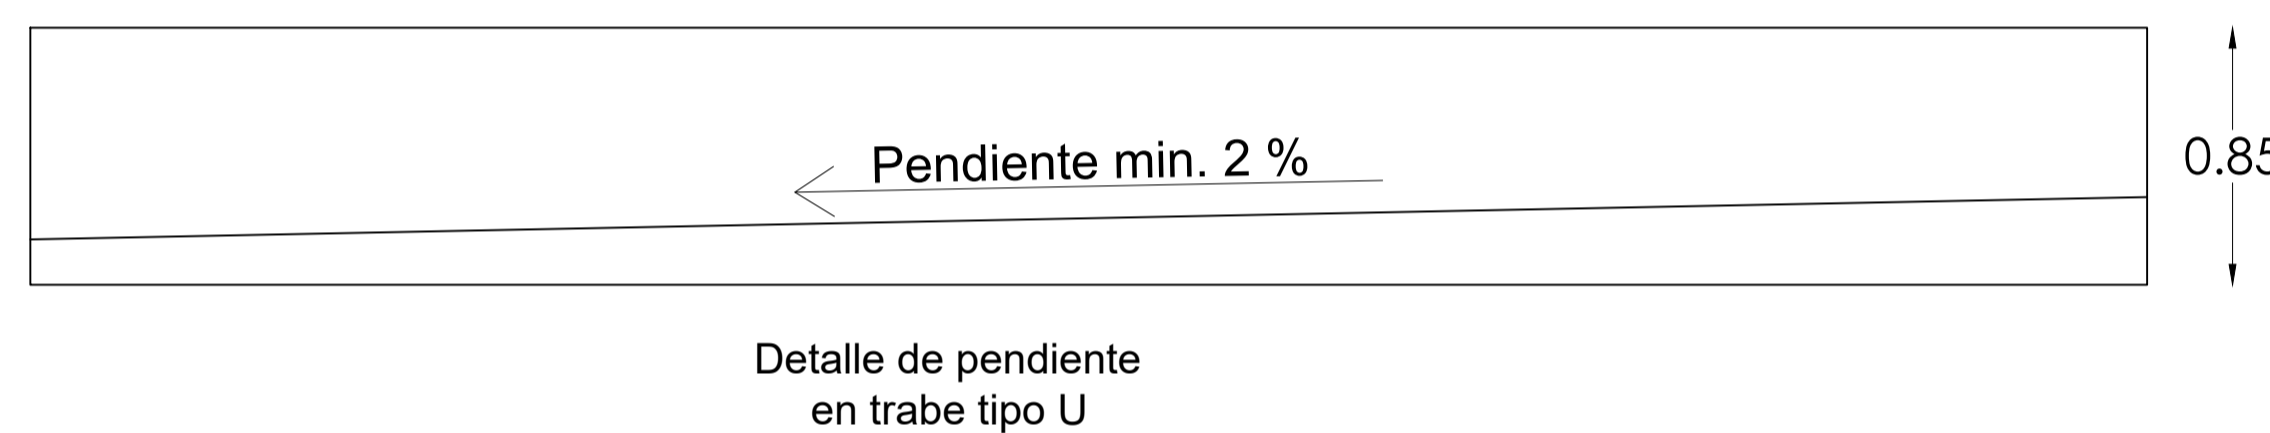 Pendiente min. 2 %
0.85
Detalle de pendiente
en trabe tipo U